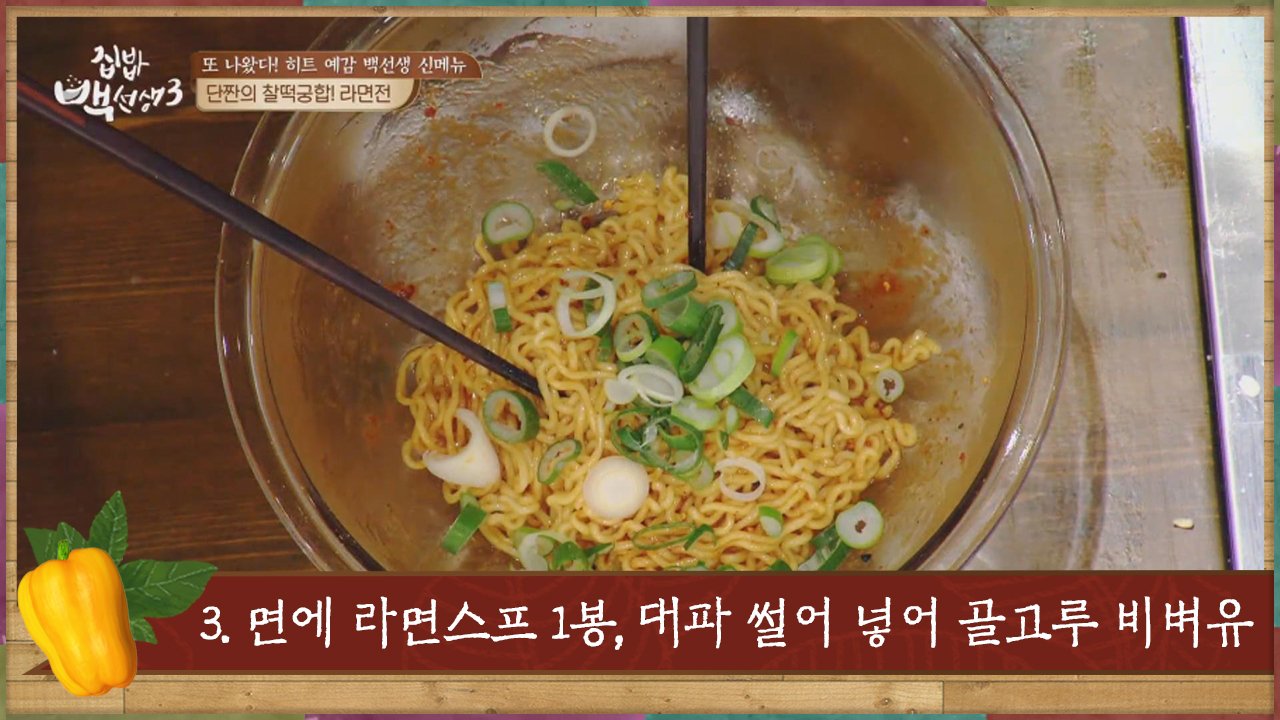 집밥
백선생3
또 나왔다! 히트 예감 백선생 신메뉴
단짠의 찰떡궁합! 라면전
3. 면에 라면스프 1봉, 대파 썰어 넣어 골고루 비벼유